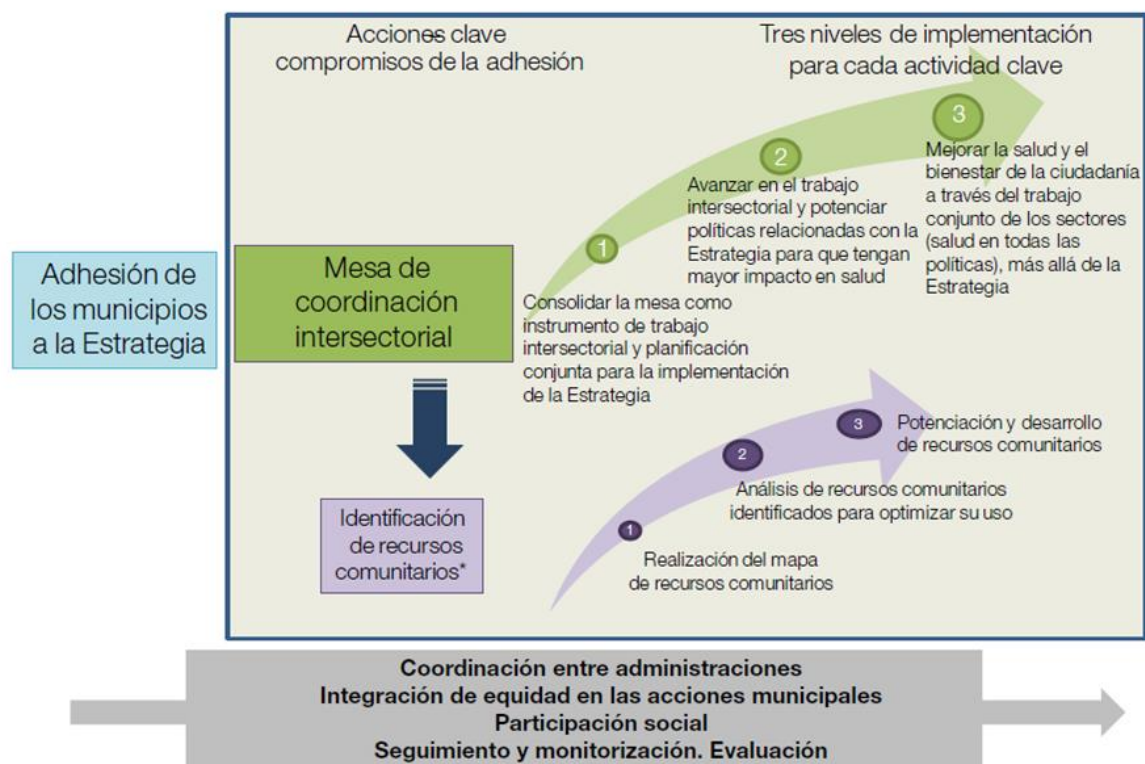 Acciones clave
compromisos de la adhesión
Tres niveles de implementación
para cada actividad clave
Adhesión de
los municipios
a la Estrategia
Mesa de
coordinación
intersectorial
1
Consolidar la mesa como
instrumento de trabajo
intersectorial y planificación
conjunta para la implementación
de la Estrategia
2
Avanzar en el trabajo
intersectorial y potenciar
políticas relacionadas con la
Estrategia para que tengan
mayor impacto en salud
3
Mejorar la salud y el
bienestar de la ciudadanía
a través del trabajo
conjunto de los sectores
(salud en todas las
políticas), más allá de la
Estrategia
Identificación
de recursos
comunitarios*
1
Realización del mapa
de recursos comunitarios
2
Análisis de recursos comunitarios
identificados para optimizar su uso
3
Potenciación y desarrollo
de recursos comunitarios
Coordinación entre administraciones
Integración de equidad en las acciones municipales
Participación social
Seguimiento y monitorización. Evaluación